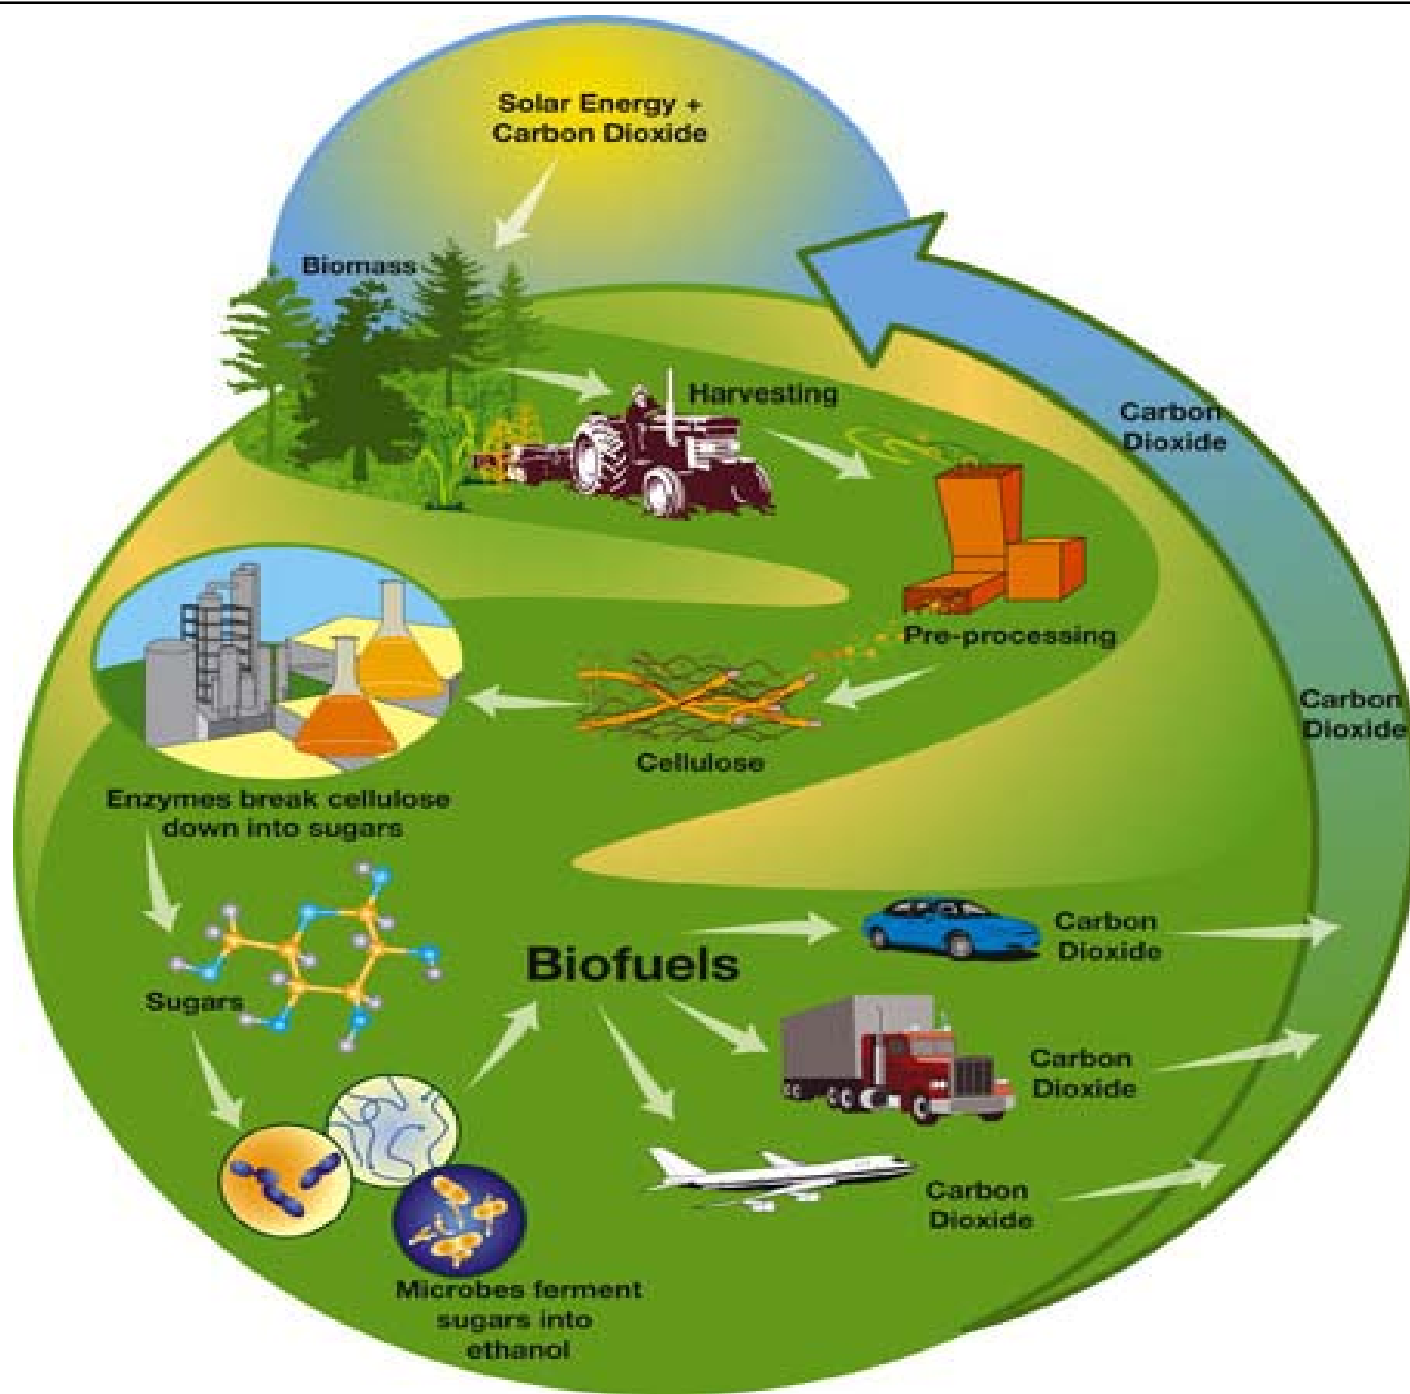 Solar Energy +
Carbon Dioxide
Biomass
Harvesting
Carbon
Dioxide
Pre-processing
Carbon
Dioxide
Cellulose
Enzymes break cellulose
down into sugars
Sugars
Biofuels
Carbon
Dioxide
Carbon
Dioxide
Carbon
Dioxide
Microbes ferment
sugars into
ethanol